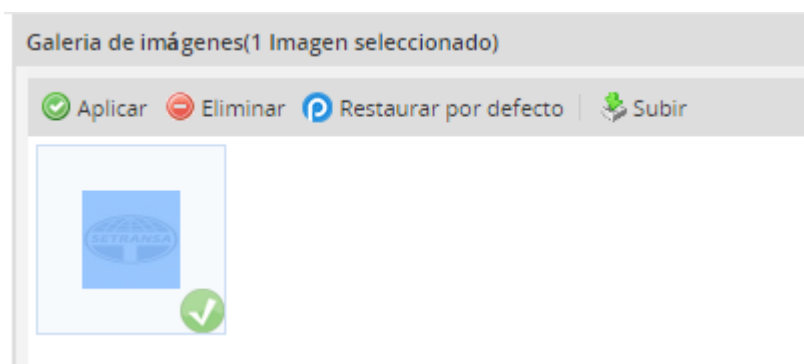 Galeria de imágenes(1 Imagen seleccionado)
Aplicar Eliminar Restaurar por defecto Subir
SETRANSA